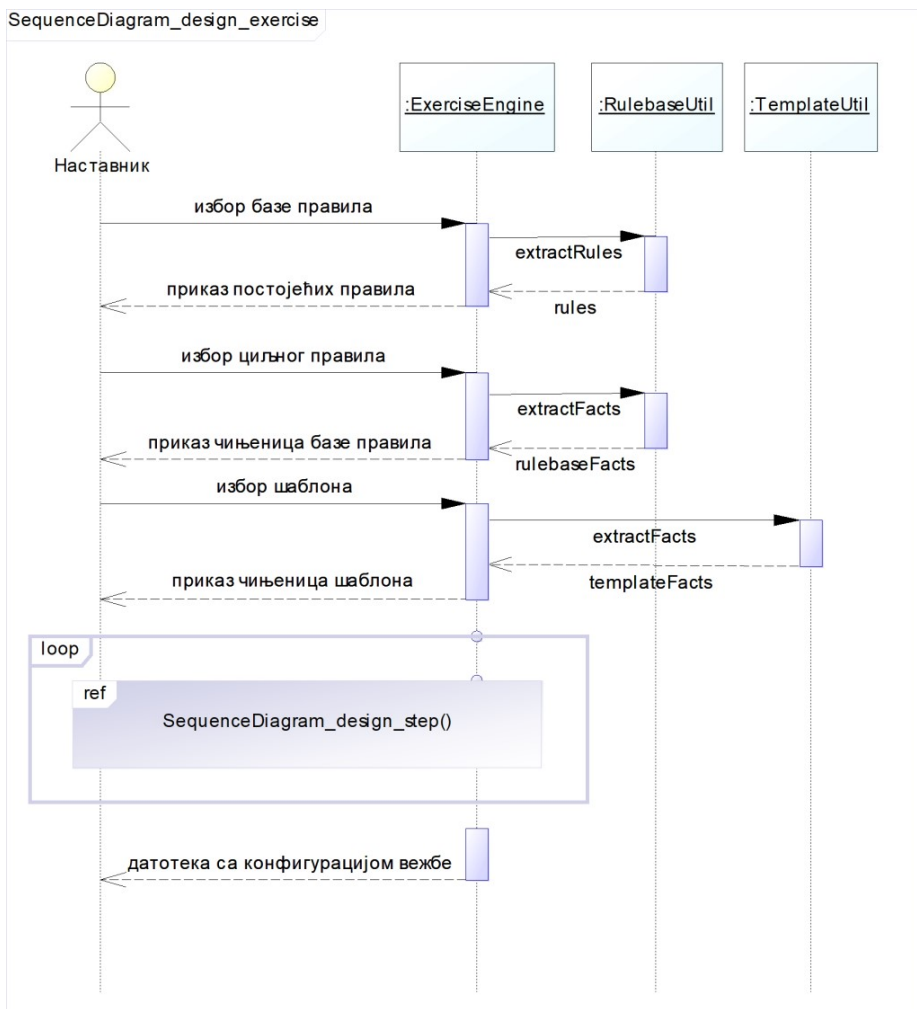 SequenceDiagram_design_exercise
:ExerciseEngine
:RulebaseUtil
:TemplateUtil
Наставник
избор базе правила
extractRules
приказ постојећих правила
rules
избор циљног правила
extractFacts
приказ чињеница базе правила
rulebaseFacts
избор шаблона
extractFacts
приказ чињеница шаблона
templateFacts
loop
ref
SequenceDiagram_design_step()
датотека са конфигурацијом вежбе